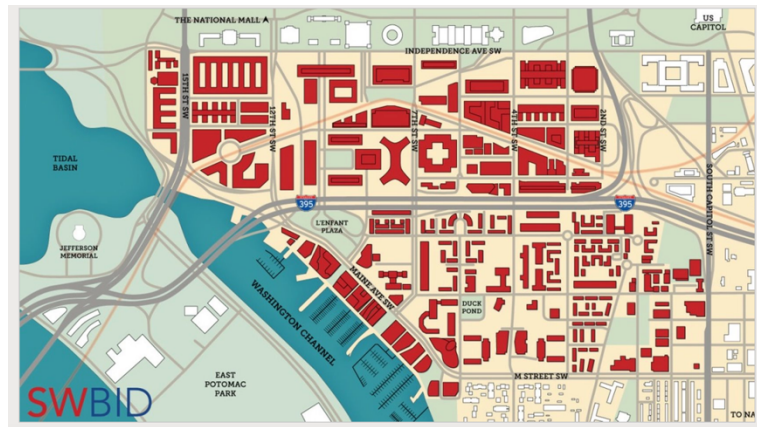 THE NATIONAL MALL
US
CAPITOL
INDEPENDENCE AVE SW
15TH ST SW
12TH ST SW
7TH ST SW
4TH ST SW
2ND ST SW
TIDAL
BASIN
SOUTH CAPITOL ST SW
395
395
L'ENFANT
PLAZA
JEFFERSON
MEMORIAL
MAINE AVE SW
WASHINGTON CHANNEL
DUCK
POND
EAST
POTOMAC
PARK
M STREET SW
SWBID
TO NA